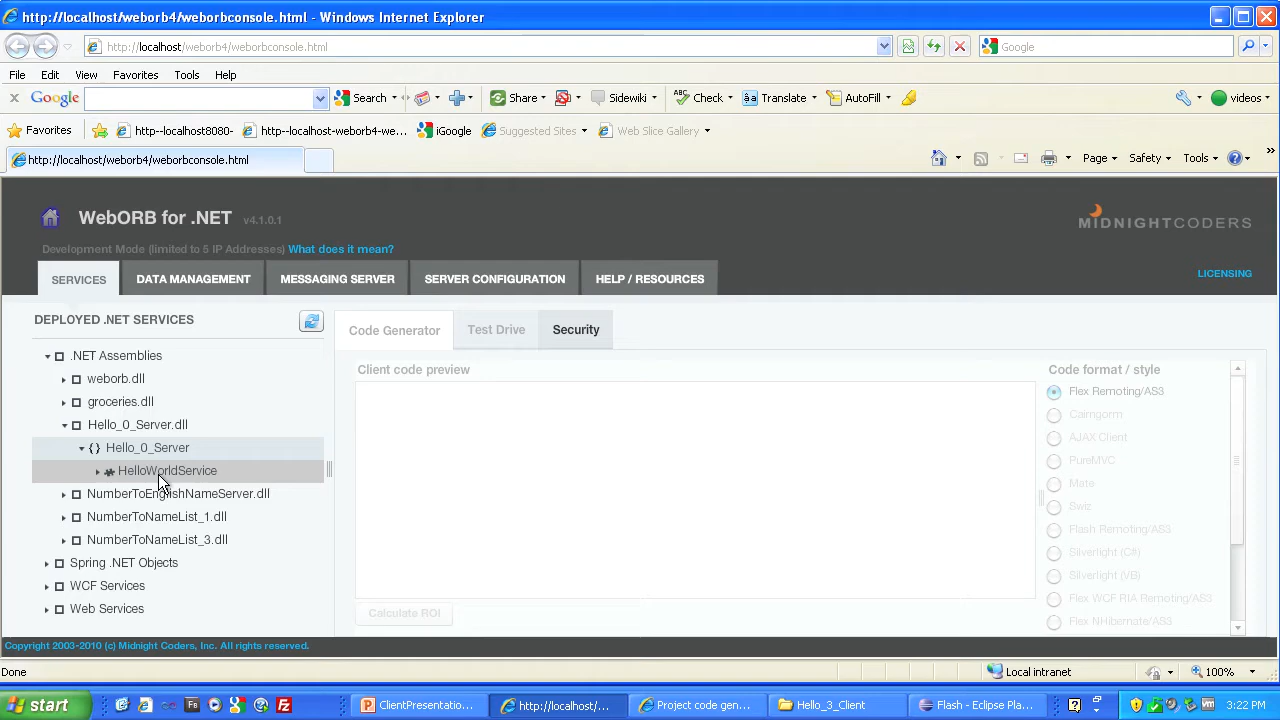 http://localhost/weborb4/weborbconsole.html - Windows Internet Explorer
http://localhost/weborb4/weborbconsole.html
Google
File Edit View Favorites Tools Help
Google Search Share Sidewiki Check Translate AutoFill videos
Favorites http--localhost8080- http--localhost-weborb4-we... iGoogle Suggested Sites Web Slice Gallery
http://localhost/weborb4/weborbconsole.html Page Safety Tools
WebORB for .NET v4.1.0.1
MIDNIGHTCODERS
Development Mode (limited to 5 IP Addresses) What does it mean?
SERVICES DATA MANAGEMENT MESSAGING SERVER SERVER CONFIGURATION HELP / RESOURCES LICENSING
DEPLOYED .NET SERVICES
Code Generator Test Drive Security
.NET Assemblies
weborb.dll
groceries.dll
Hello_0_Server.dll
{} Hello_0_Server
HelloWorldService
NumberToEnglishNameServer.dll
NumberToNameList_1.dll
NumberToNameList_3.dll
Spring .NET Objects
WCF Services
Web Services
Client code preview
Calculate ROI
Code format / style
Flex Remoting/AS3
Cairngorm
AJAX Client
PureMVC
Mate
Swiz
Flash Remoting/AS3
Silverlight (C#)
Silverlight (VB)
Flex WCF RIA Remoting/AS3
Flex NHibernate/AS3
Copyright 2003-2010 (c) Midnight Coders, Inc. All rights reserved.
Done Local intranet 100%
start ClientPresentatio... http://localhost/... Project code gen... Hello_3_Client Flash - Eclipse Pla... 3:22 PM